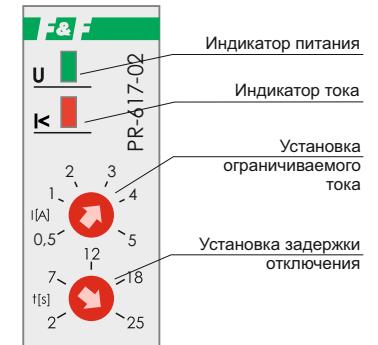 F&F
Индикатор питания
U
PR-617-02
Индикатор тока
I<
Установка
ограничиваемого
тока
2 3
1 4
I[A]
0,5 5
Установка задержки
отключения
12
7 18
t[s]
2 25